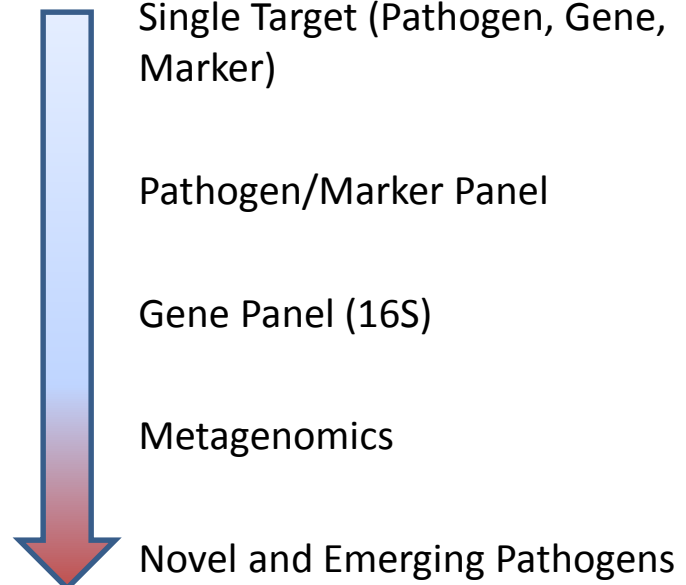 Single Target (Pathogen, Gene,
Marker)
Pathogen/Marker Panel
Gene Panel (16S)
Metagenomics
Novel and Emerging Pathogens